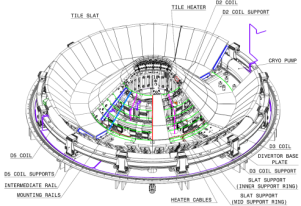 D2 COIL
TILE HEATER
D2 COIL SUPPORT
TILE SLAT
CRYO PUMP
D3 COIL
D5 COIL
DIVERTOR BASE
PLATE
D5 COIL SUPPORTS
D3 COIL SUPPORT
INTERMEDIATE RAIL
SLAT SUPPORT
(INNER SUPPORT RING)
MOUNTING RAILS
HEATER CABLES
SLAT SUPPORT
(MID SUPPORT RING)